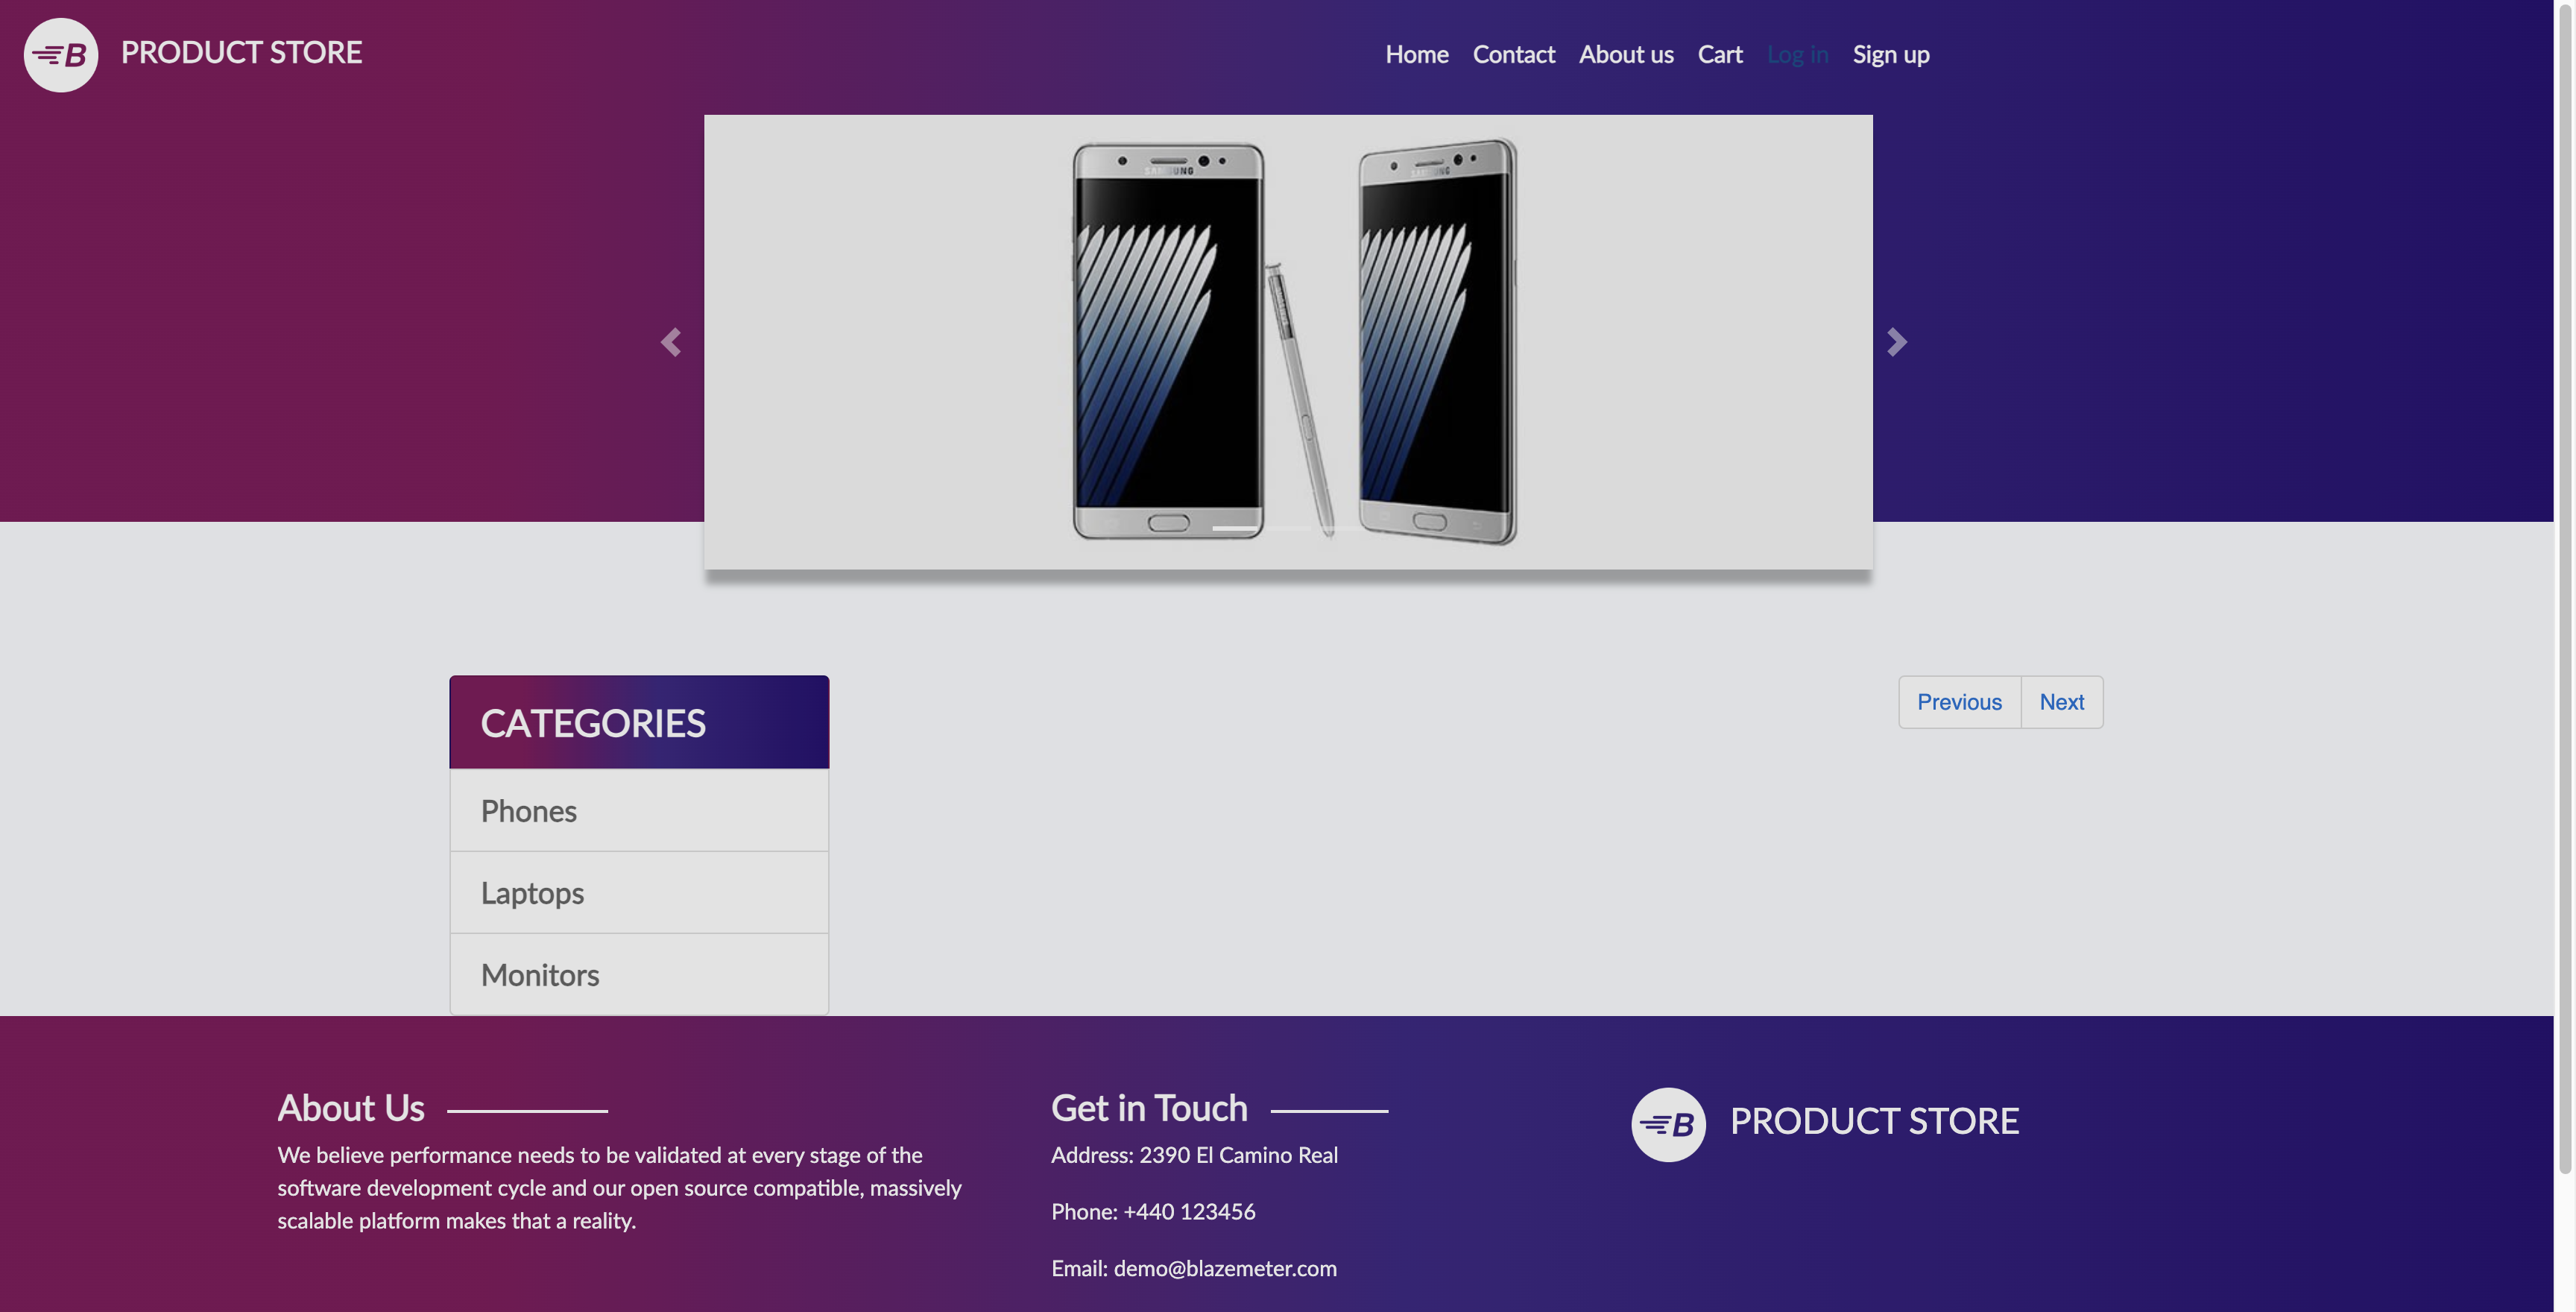 B PRODUCT STORE
Home Contact About us Cart Log in Sign up
SAMSUNG SAMSUNG
CATEGORIES
Previous Next
Phones
Laptops
Monitors
About Us
We believe performance needs to be validated at every stage of the
software development cycle and our open source compatible, massively
scalable platform makes that a reality.
Get in Touch
Address: 2390 El Camino Real
Phone: +440 123456
Email: demo@blazemeter.com
B PRODUCT STORE